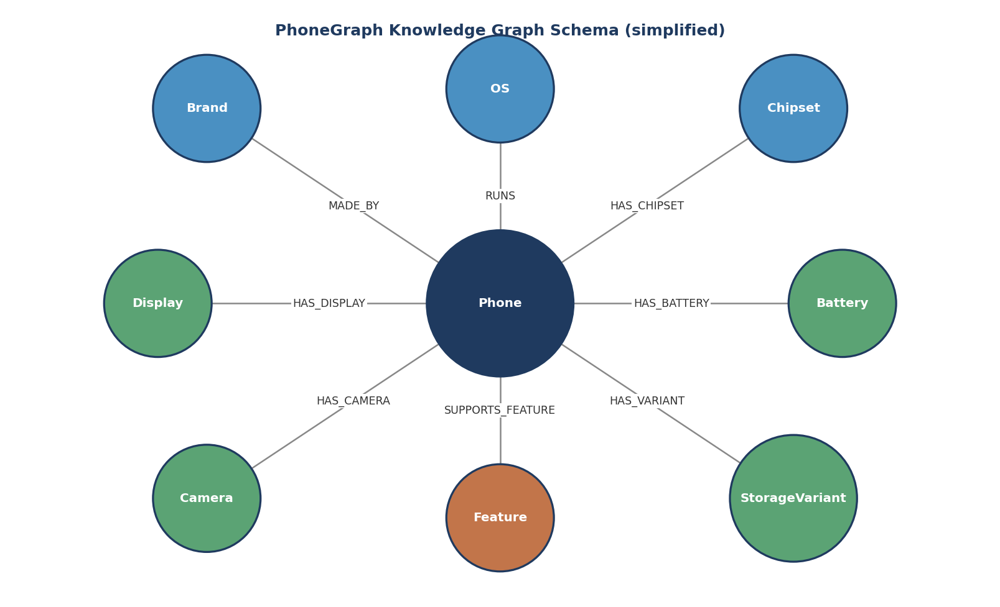 PhoneGraph Knowledge Graph Schema (simplified)
OS
Brand
Chipset
RUNS
MADE_BY
HAS_CHIPSET
Display
HAS_DISPLAY
Phone
HAS_BATTERY
Battery
HAS_CAMERA
SUPPORTS_FEATURE
HAS_VARIANT
Camera
Feature
StorageVariant